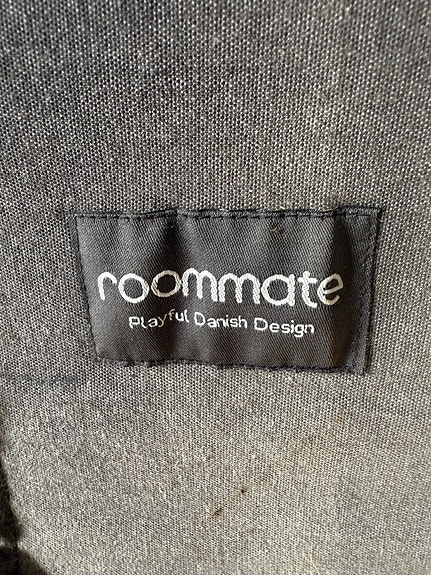 roommate
Playful Danish Design